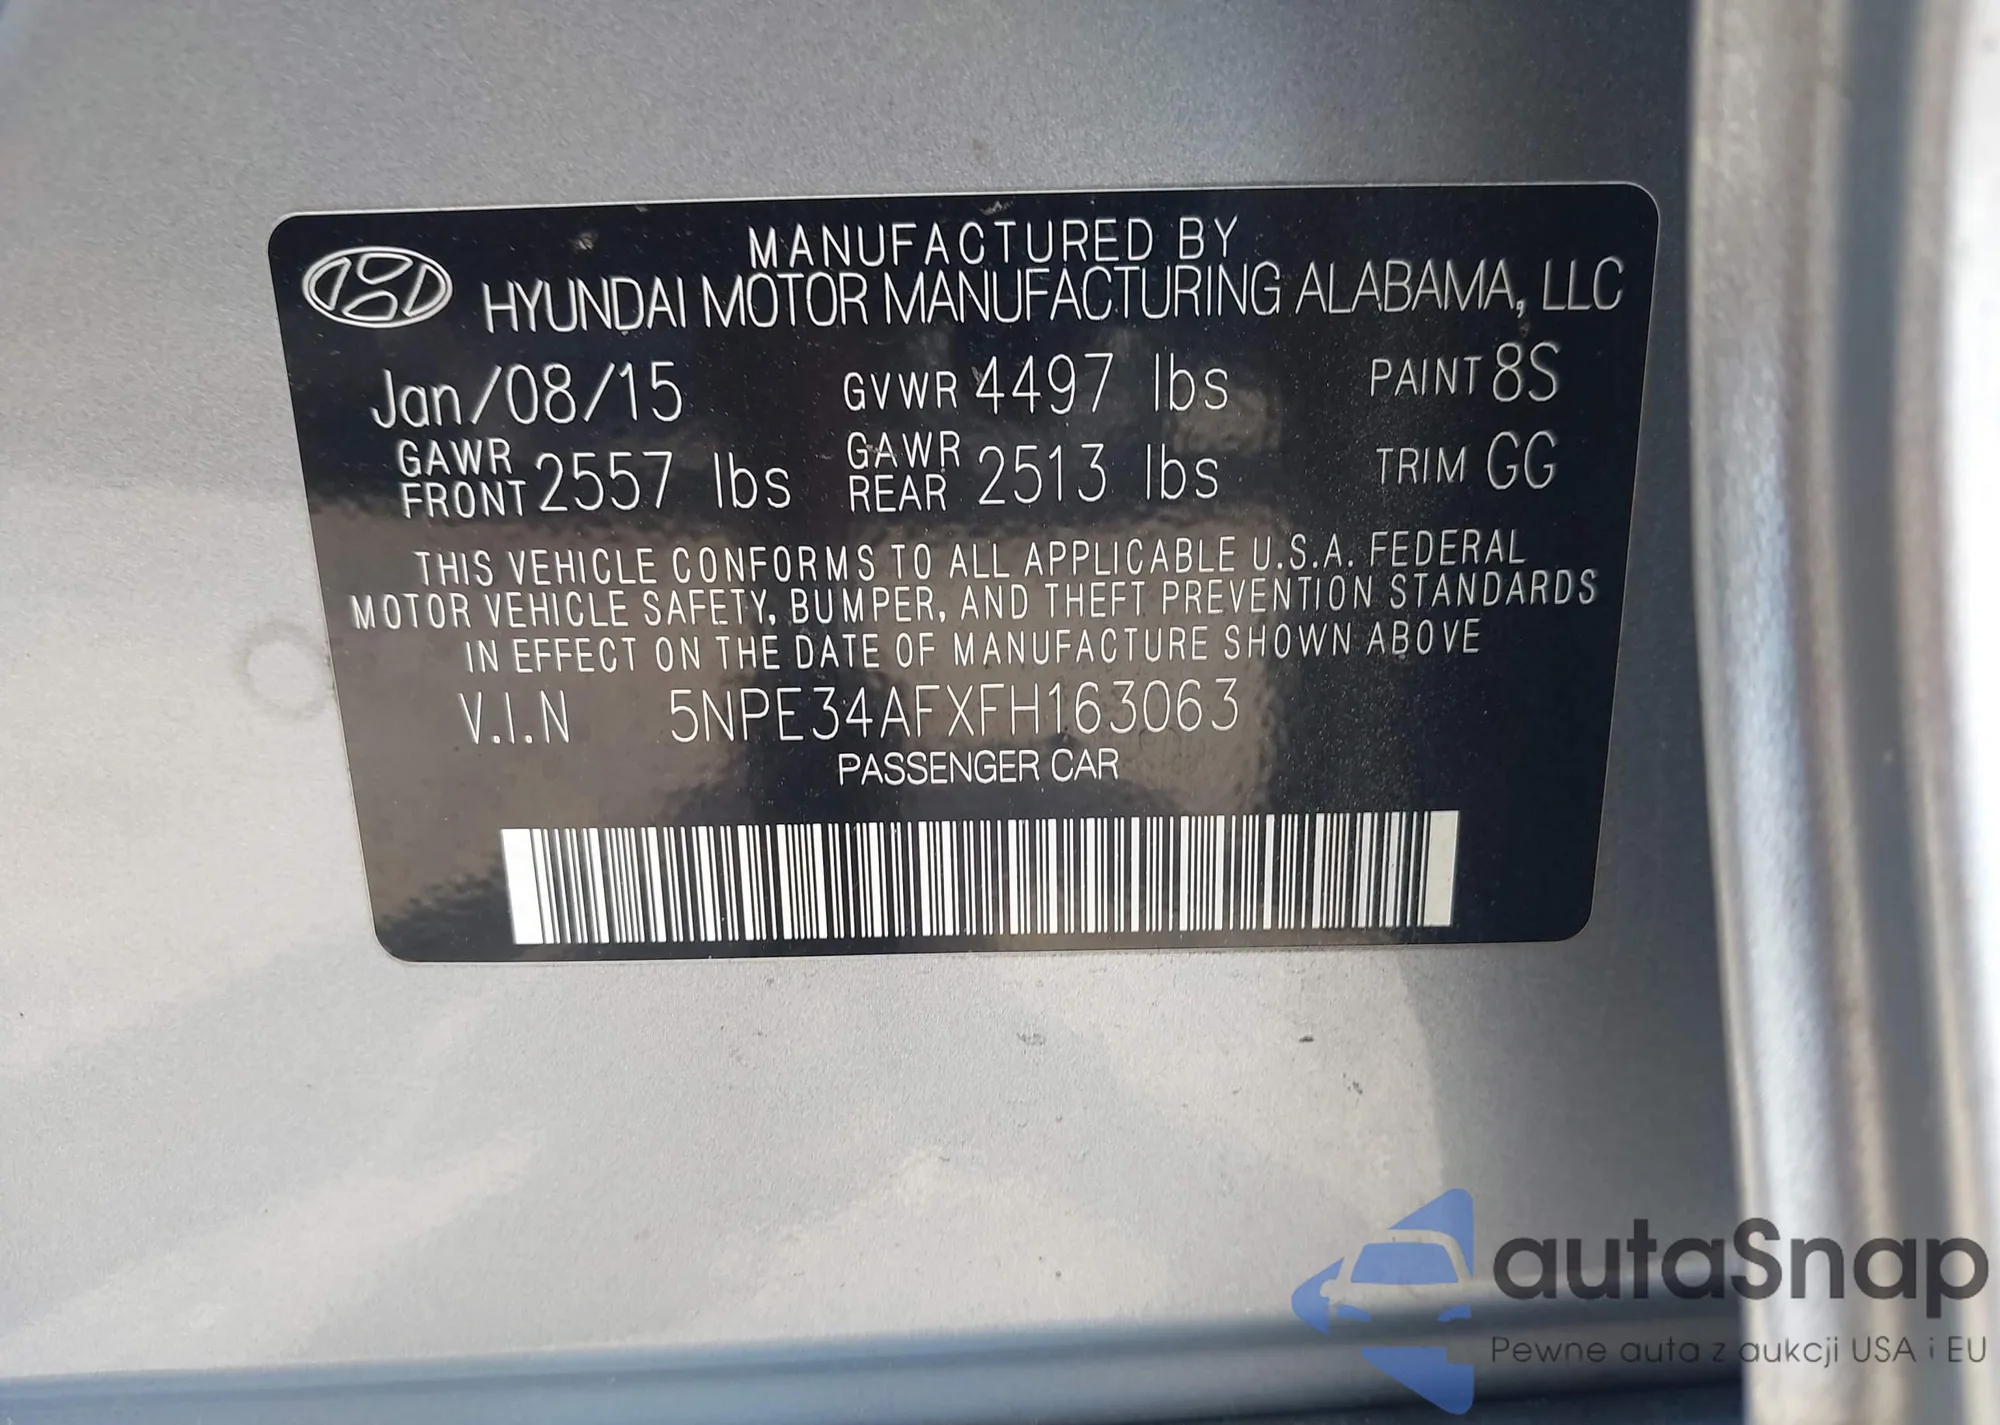 MANUFACTURED BY
HYUNDAI MOTOR MANUFACTURING ALABAMA, LLC
Jan/08/15 GVWR 4497 lbs PAINT 8S
GAWR FRONT 2557 lbs GAWR REAR 2513 lbs TRIM GG
THIS VEHICLE CONFORMS TO ALL APPLICABLE U.S.A. FEDERAL
MOTOR VEHICLE SAFETY, BUMPER, AND THEFT PREVENTION STANDARDS
IN EFFECT ON THE DATE OF MANUFACTURE SHOWN ABOVE
V.I.N 5NPE34AFXFH163063
PASSENGER CAR
autaSnap
Pewne auta z aukcji USA i EU